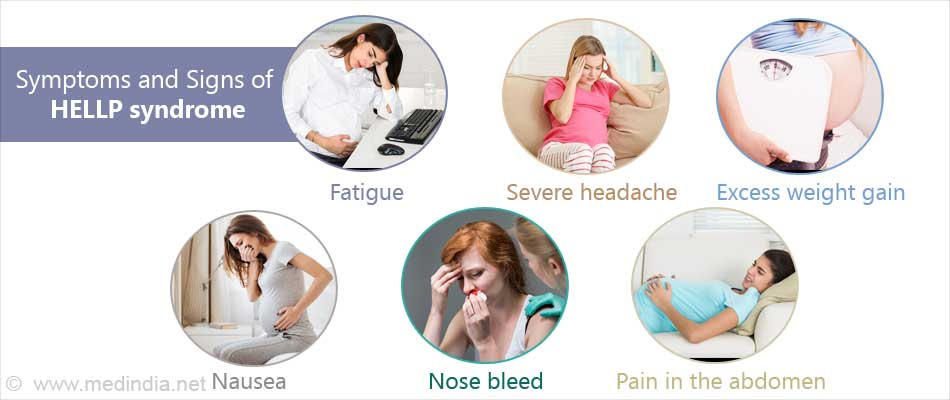 Symptoms and Signs of
HELLP syndrome
Fatigue
Severe headache
Excess weight gain
Nausea
Nose bleed
Pain in the abdomen
© www.medindia.net